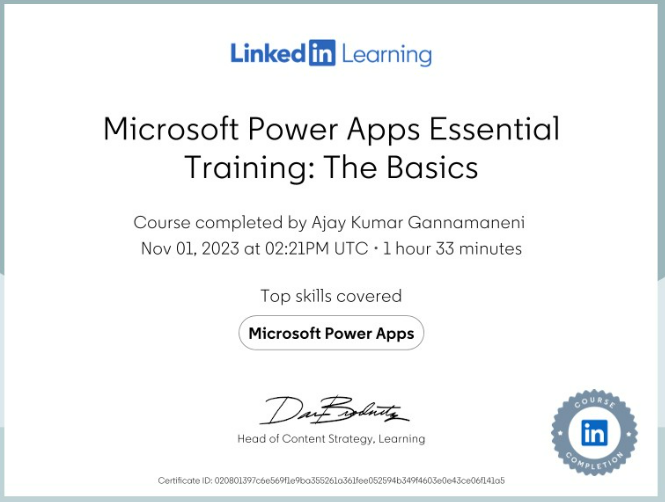 Linked in Learning
Microsoft Power Apps Essential
Training: The Basics
Course completed by Ajay Kumar Gannamaneni
Nov 01, 2023 at 02:21PM UTC • 1 hour 33 minutes
Top skills covered
Microsoft Power Apps
Head of Content Strategy, Learning
COURSE
in
COMPLETION
Certificate ID: 020801397c6e569f1e9ba355261a361fee052594b349f4603e0e43ce06f141a5